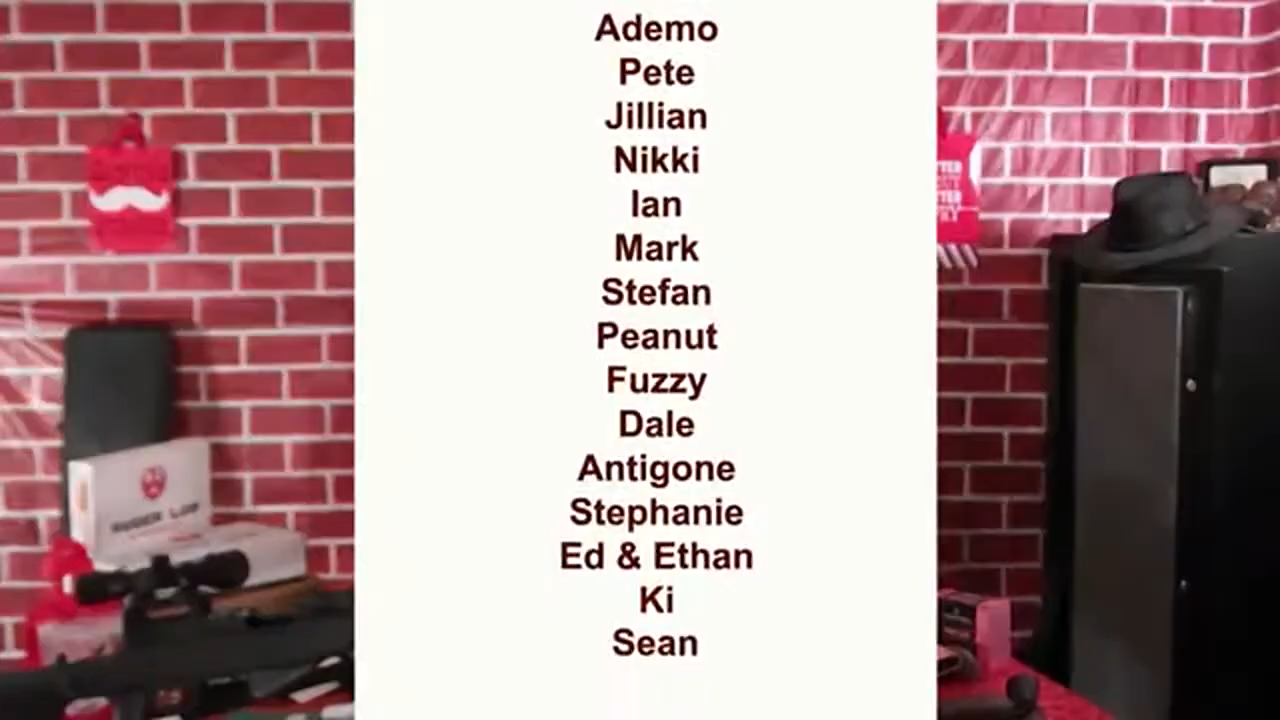 Ademo
Pete
Jillian
Nikki
Ian
Mark
Stefan
Peanut
Fuzzy
Dale
Antigone
Stephanie
Ed & Ethan
Ki
Sean